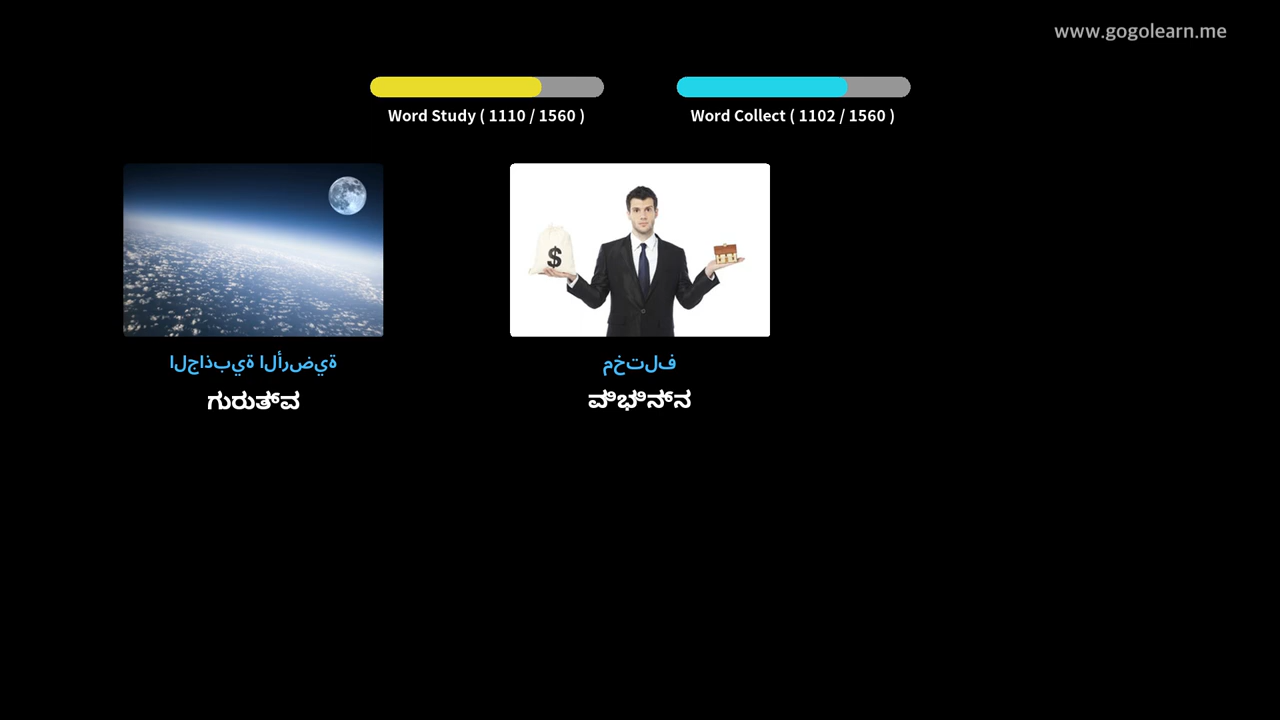 www.gogolearn.me
Word Study ( 1110 / 1560 )
Word Collect ( 1102 / 1560 )
الجاذبية الأرضية
ಗುರುತ್ವ
مختلف
ವಿಭಿನ್ನ